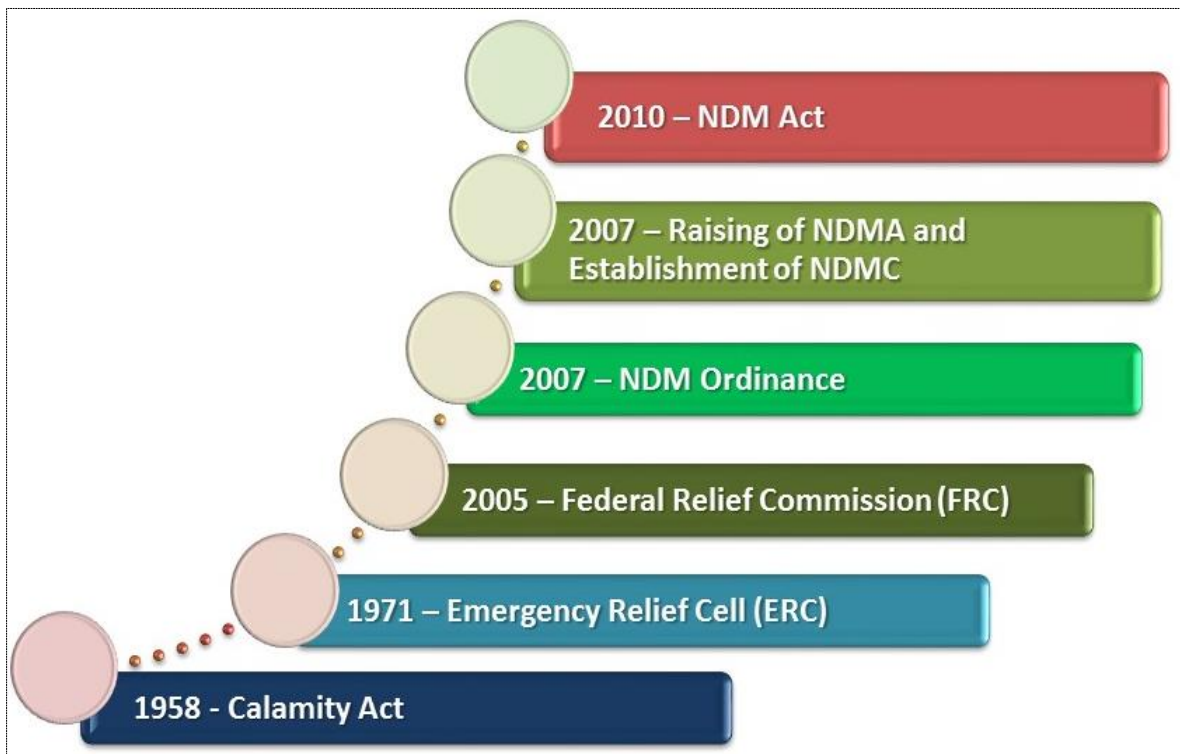 2010 – NDM Act
2007 – Raising of NDMA and
Establishment of NDMC
2007 – NDM Ordinance
2005 – Federal Relief Commission (FRC)
1971 – Emergency Relief Cell (ERC)
1958 - Calamity Act